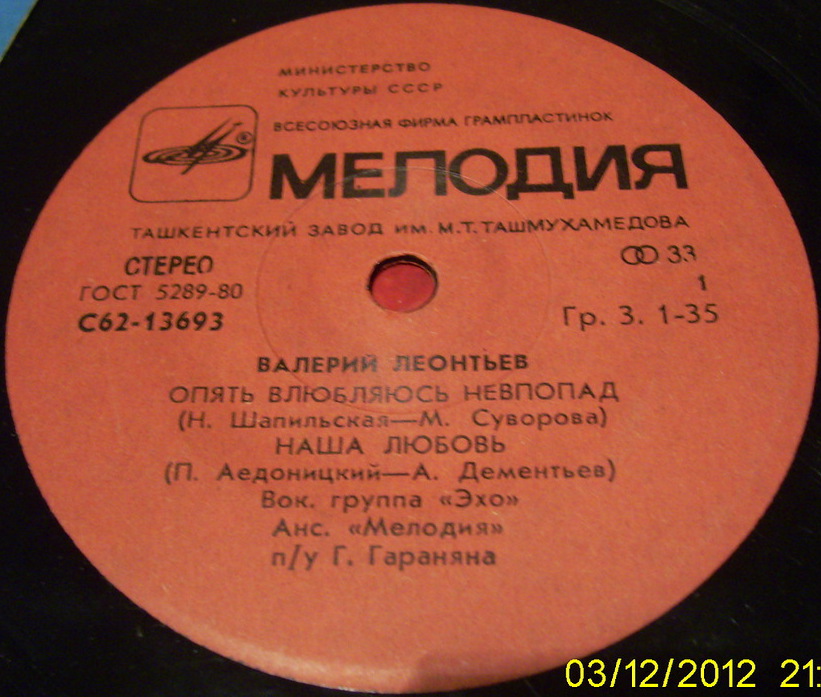 МИНИСТЕРСТВО
КУЛЬТУРЫ СССР
ВСЕСОЮЗНАЯ ФИРМА ГРАМПЛАСТИНОК
®
МЕЛОДИЯ
ТАШКЕНТСКИЙ ЗАВОД ИМ. М.Т. ТАШМУХАМЕДОВА
СТЕРЕО 33
ГОСТ 5289-80 1
С62-13693 Гр. 3. 1-35
ВАЛЕРИЙ ЛЕОНТЬЕВ
ОПЯТЬ ВЛЮБЛЯЮСЬ НЕВПОПАД
(Н. Шапильская—М. Суворова)
НАША ЛЮБОВЬ
(П. Аедоницкий—А. Дементьев)
Вок. группа «Эхо»
Анс. «Мелодия»
п/у Г. Гараняна
03/12/2012 21: